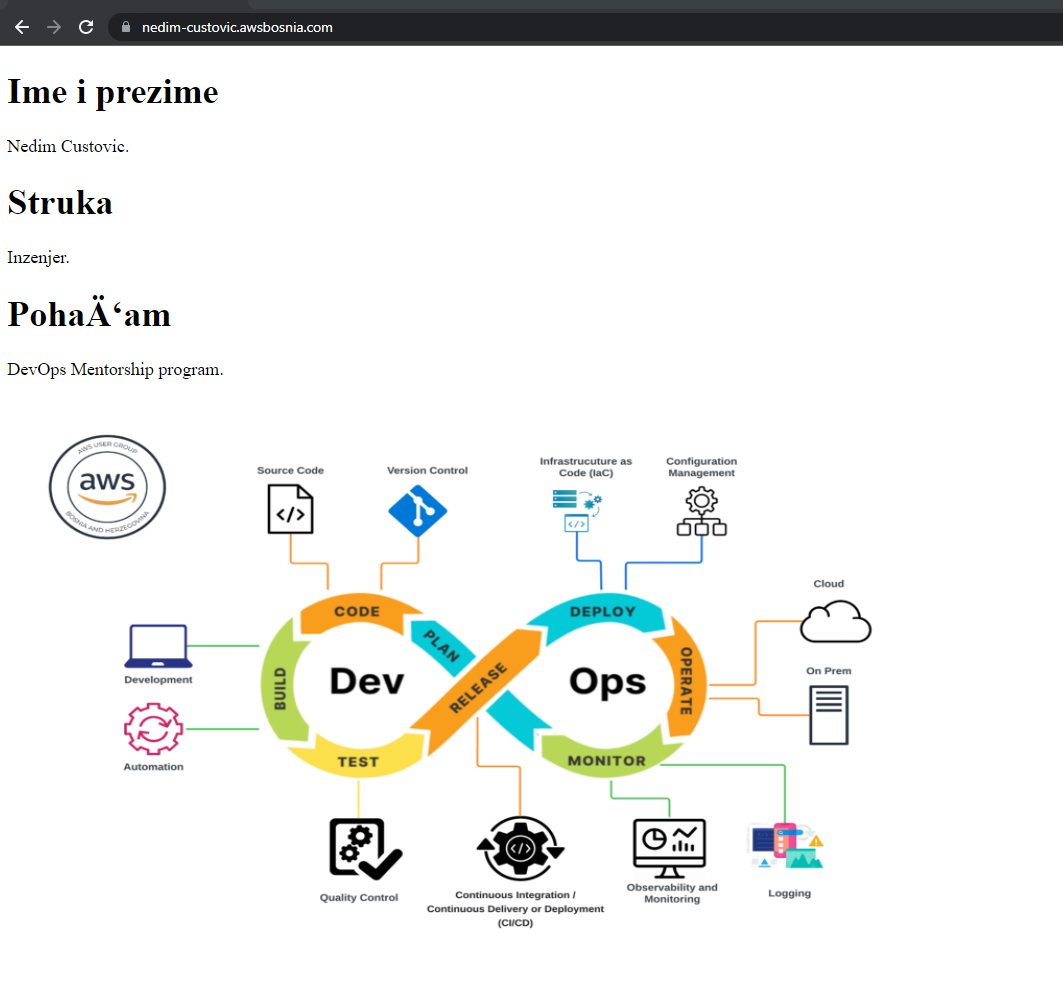 nedim-custovic.awsbosnia.com
Ime i prezime
Nedim Custovic.
Struka
Inzenjer.
PohaÄ‘am
DevOps Mentorship program.
AWS USER GROUP
aws
BOSNIA AND HERZEGOVINA
Source Code
Version Control
Infrastrucuture as
Code (IaC)
Configuration
Management
</>
</>
Cloud
CODE
PLAN
DEPLOY
Development
BUILD
Dev
RELEASE
Ops
OPERATE
On Prem
Automation
TEST
MONITOR
</>
Quality Control
Continuous Integration /
Continuous Delivery or Deployment
(CI/CD)
Observability and
Monitoring
Logging